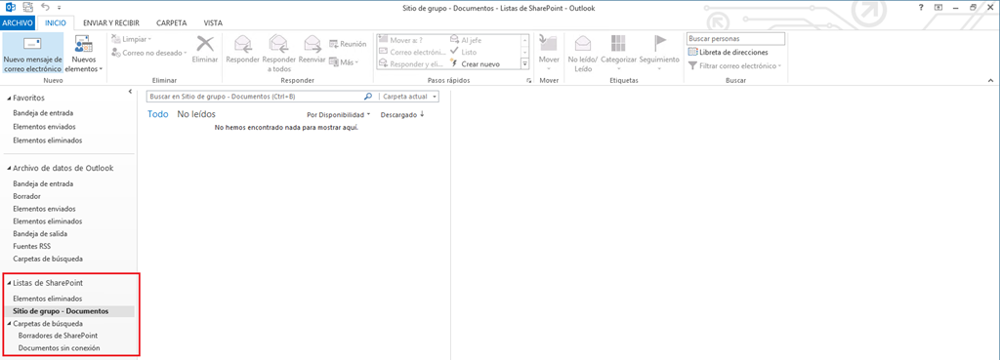 Sitio de grupo - Documentos - Listas de SharePoint - Outlook
ARCHIVO INICIO ENVIAR Y RECIBIR CARPETA VISTA
Nuevo mensaje de correo electrónico
Nuevos elementos
Nuevo
Limpiar
Correo no deseado
Eliminar
Eliminar
Responder
Responder a todos
Reenviar
Reunión
Más
Responder
Mover a: ?
Correo electróni...
Responder y eli...
Al jefe
Listo
Crear nuevo
Pasos rápidos
Mover
Mover
No leído/ Leído
Categorizar
Seguimiento
Etiquetas
Buscar personas
Libreta de direcciones
Filtrar correo electrónico
Buscar
Favoritos
Bandeja de entrada
Elementos enviados
Elementos eliminados
Archivo de datos de Outlook
Bandeja de entrada
Borrador
Elementos enviados
Elementos eliminados
Bandeja de salida
Fuentes RSS
Carpetas de búsqueda
Listas de SharePoint
Elementos eliminados
Sitio de grupo - Documentos
Carpetas de búsqueda
Borradores de SharePoint
Documentos sin conexión
Buscar en Sitio de grupo - Documentos (Ctrl+B) Carpeta actual
Todo No leídos Por Disponibilidad Descargado
No hemos encontrado nada para mostrar aquí.